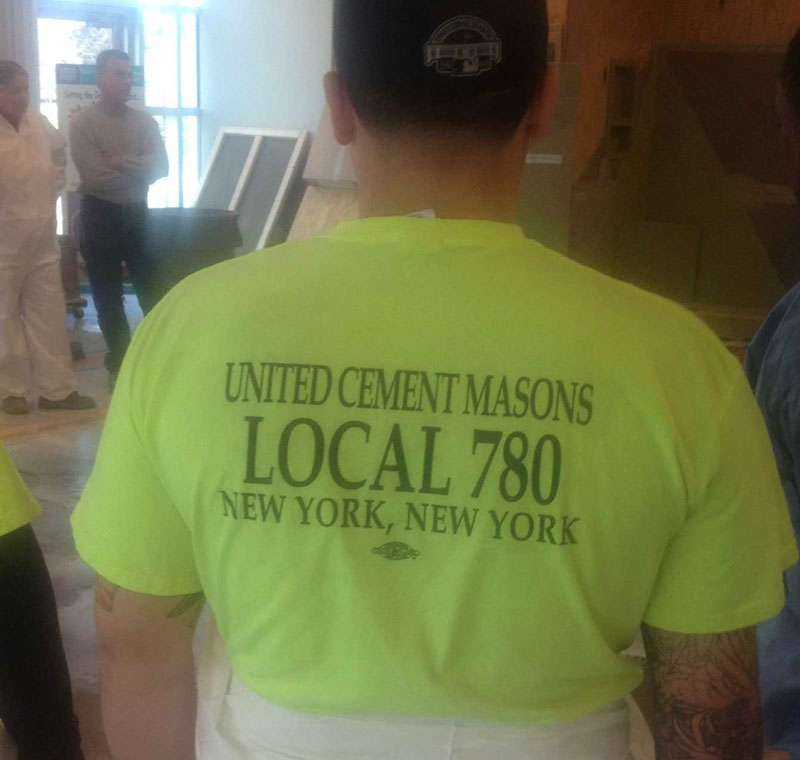 UNITED CEMENT MASONS
LOCAL 780
NEW YORK, NEW YORK